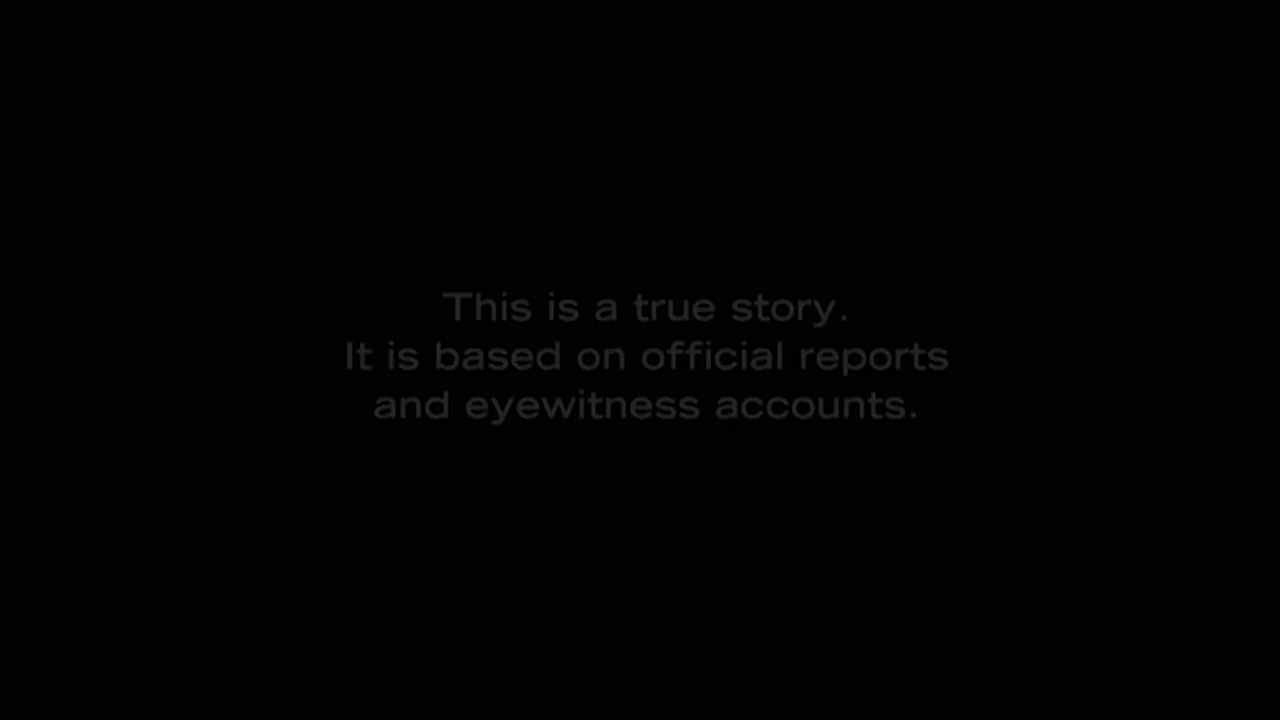 This is a true story.
It is based on official reports
and eyewitness accounts.